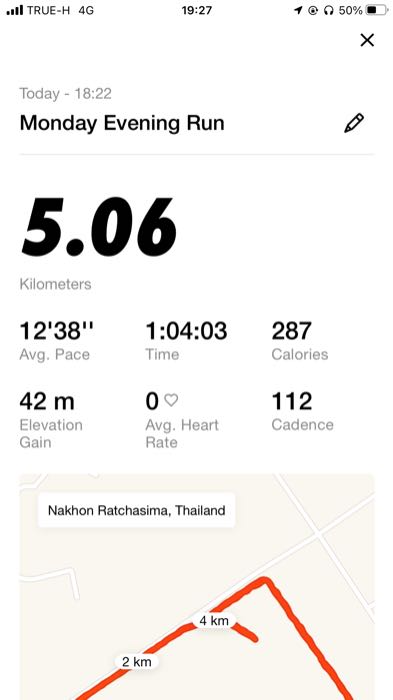 TRUE-H 4G 19:27 50%
Today - 18:22
Monday Evening Run
5.06
Kilometers
12'38'' 1:04:03 287
Avg. Pace Time Calories
42 m 0 112
Elevation Gain Avg. Heart Rate Cadence
Nakhon Ratchasima, Thailand
4 km
2 km